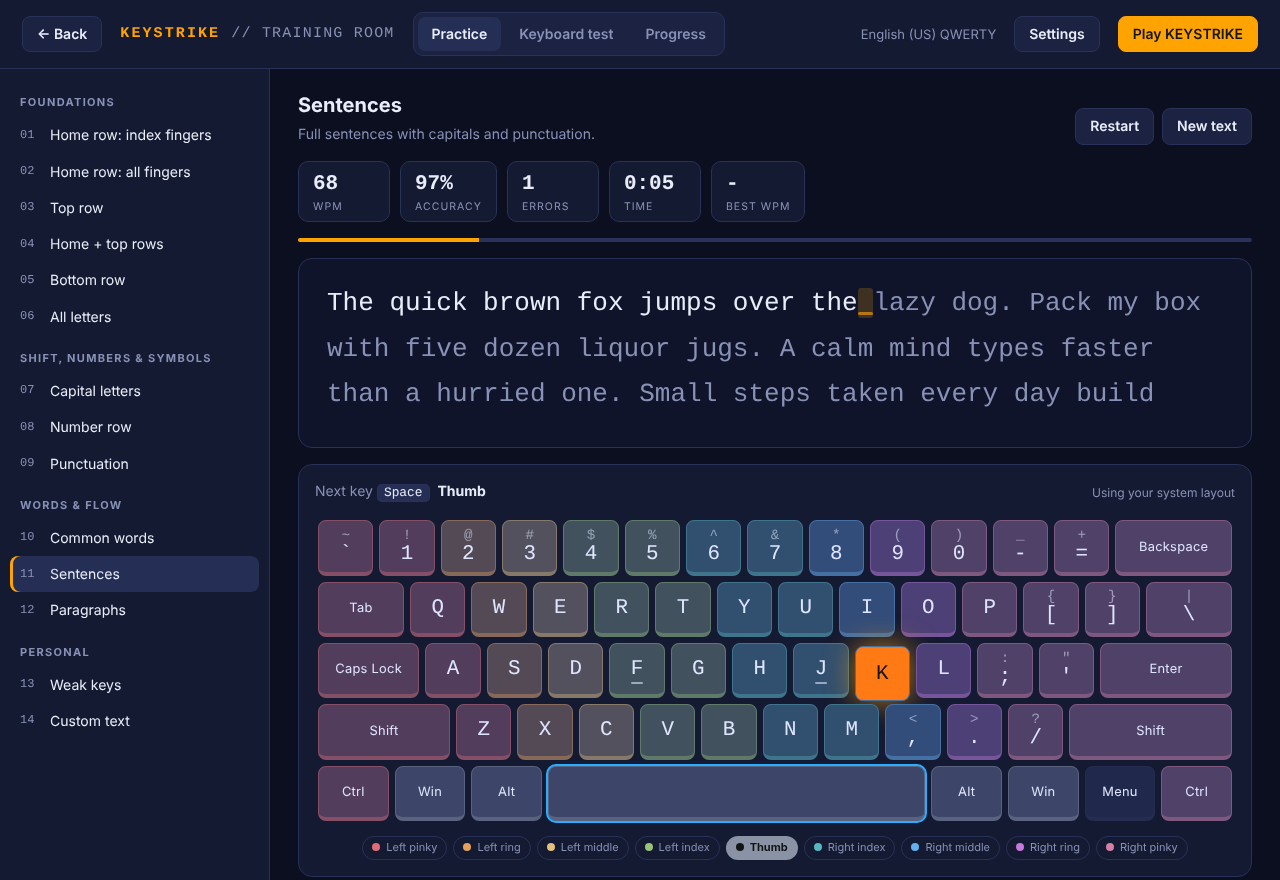 ← Back
KEYSTRIKE // TRAINING ROOM
Practice
Keyboard test
Progress
English (US) QWERTY
Settings
Play KEYSTRIKE
FOUNDATIONS
01 Home row: index fingers
02 Home row: all fingers
03 Top row
04 Home + top rows
05 Bottom row
06 All letters
SHIFT, NUMBERS & SYMBOLS
07 Capital letters
08 Number row
09 Punctuation
WORDS & FLOW
10 Common words
11 Sentences
12 Paragraphs
PERSONAL
13 Weak keys
14 Custom text
Sentences
Full sentences with capitals and punctuation.
Restart
New text
68
WPM
97%
ACCURACY
1
ERRORS
0:05
TIME
-
BEST WPM
The quick brown fox jumps over the lazy dog. Pack my box
with five dozen liquor jugs. A calm mind types faster
than a hurried one. Small steps taken every day build
Next key Space Thumb
Using your system layout
~ ! @ # $ % ^ & * ( ) _ +
` 1 2 3 4 5 6 7 8 9 0 - = Backspace
{ } |
Tab Q W E R T Y U I O P [ ] \
: "
Caps Lock A S D F G H J K L ; ' Enter
< > ?
Shift Z X C V B N M , . / Shift
Ctrl Win Alt Alt Win Menu Ctrl
Left pinky
Left ring
Left middle
Left index
Thumb
Right index
Right middle
Right ring
Right pinky